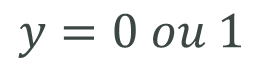 y = 0 ou 1